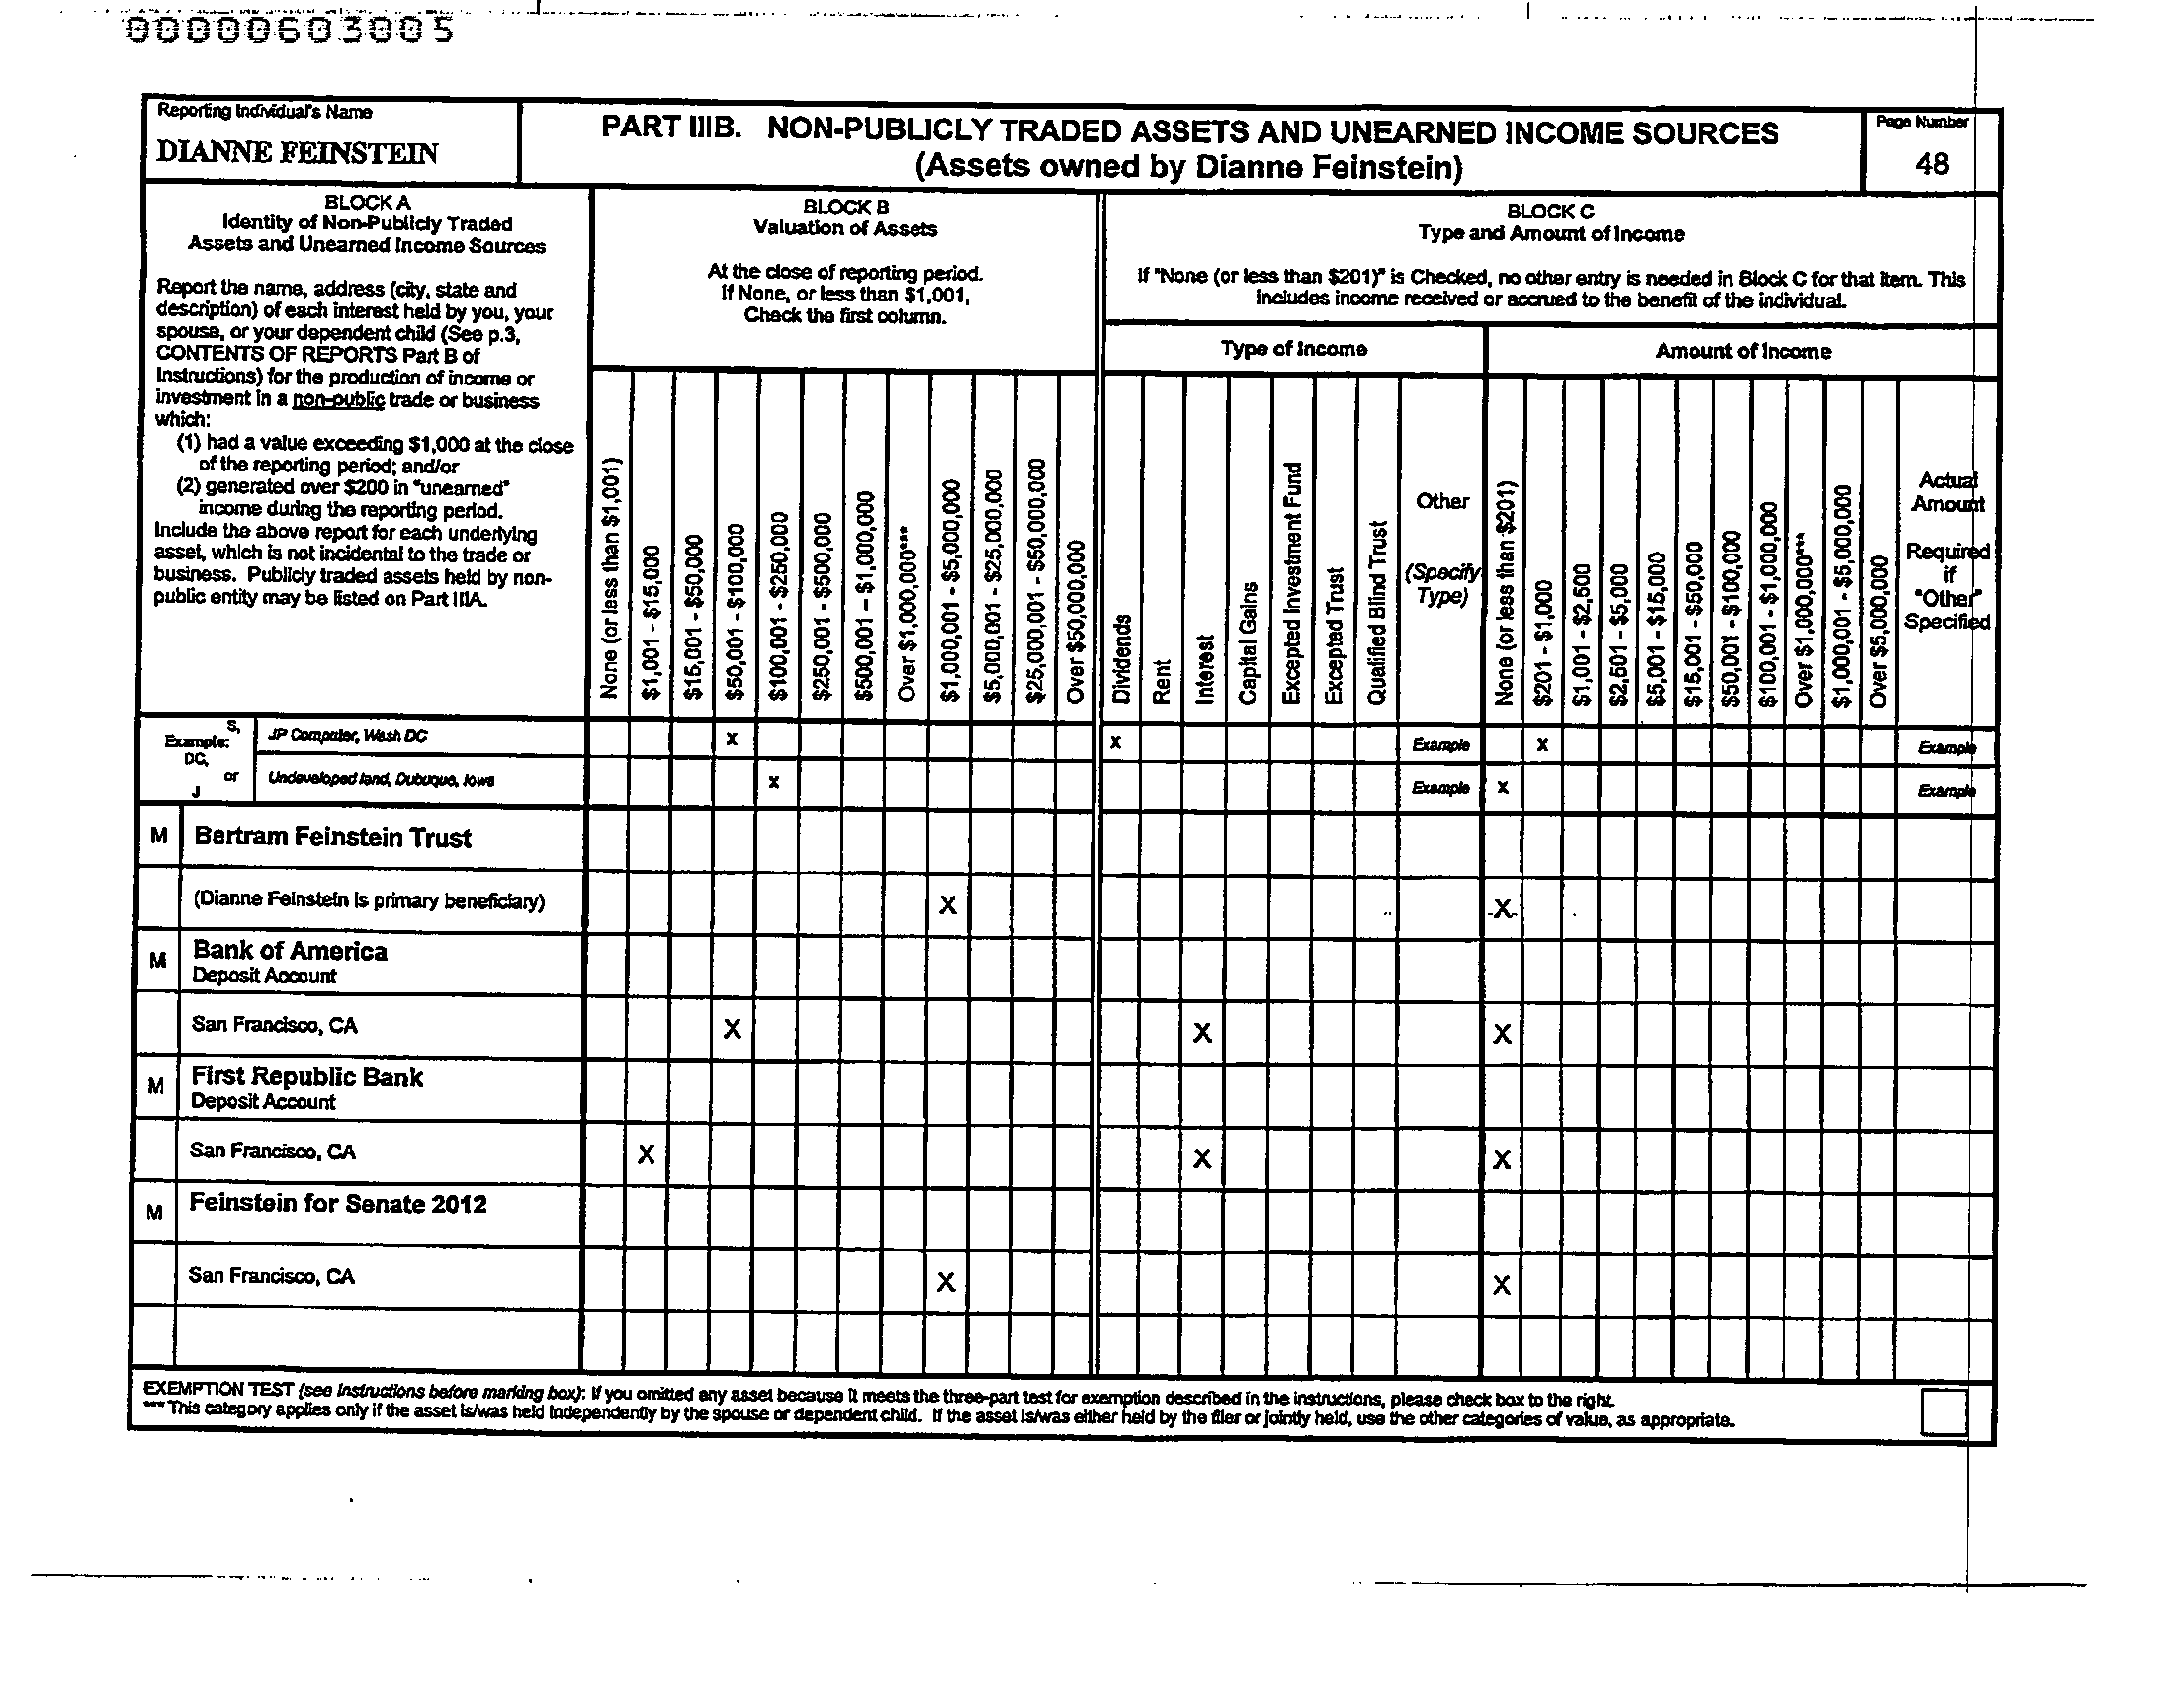 00000603005
Reporting Individual's Name
DIANNE FEINSTEIN
PART IIIB. NON-PUBLICLY TRADED ASSETS AND UNEARNED INCOME SOURCES
(Assets owned by Dianne Feinstein)
Page Number
48
BLOCK A
Identity of Non-Publicly Traded
Assets and Unearned Income Sources
Report the name, address (city, state and
description) of each interest held by you, your
spouse, or your dependent child (See p.3,
CONTENTS OF REPORTS Part B of
Instructions) for the production of income or
investment in a non-public trade or business
which:
(1) had a value exceeding $1,000 at the close
of the reporting period; and/or
(2) generated over $200 in "unearned"
income during the reporting period.
Include the above report for each underlying
asset, which is not incidental to the trade or
business. Publicly traded assets held by non-
public entity may be listed on Part IIIA.
BLOCK B
Valuation of Assets
At the close of reporting period.
If None, or less than $1,001,
Check the first column.
None (or less than $1,001)
$1,001 - $15,000
$15,001 - $50,000
$50,001 - $100,000
$100,001 - $250,000
$250,001 - $500,000
$500,001 – $1,000,000
Over $1,000,000***
$1,000,001 - $5,000,000
$5,000,001 - $25,000,000
$25,000,001 - $50,000,000
Over $50,000,000
BLOCK C
Type and Amount of Income
If "None (or less than $201)" is Checked, no other entry is needed in Block C for that item. This
includes income received or accrued to the benefit of the individual.
Type of Income
Amount of Income
Dividends
Rent
Interest
Capital Gains
Excepted Investment Fund
Excepted Trust
Qualified Blind Trust
Other
(Specify
Type)
None (or less than $201)
$201 - $1,000
$1,001 - $2,500
$2,501 - $5,000
$5,001 - $15,000
$15,001 - $50,000
$50,001 - $100,000
$100,001 - $1,000,000
Over $1,000,000***
$1,000,001 - $5,000,000
Over $5,000,000
Actual
Amount
Required
if
"Other"
Specified
S,
Example:
DC,
or
J
JP Computer, Wash DC X X Example X Example
Undeveloped land, Dubuque, Iowa X Example X Example
M Bertram Feinstein Trust
(Dianne Feinstein is primary beneficiary) X X
M Bank of America
Deposit Account
San Francisco, CA X X X
M First Republic Bank
Deposit Account
San Francisco, CA X X X
M Feinstein for Senate 2012
San Francisco, CA X X
EXEMPTION TEST (see Instructions before marking box): If you omitted any asset because it meets the three-part test for exemption described in the instructions, please check box to the right.
*** This category applies only if the asset is/was held independently by the spouse or dependent child. If the asset is/was either held by the filer or jointly held, use the other categories of value, as appropriate.